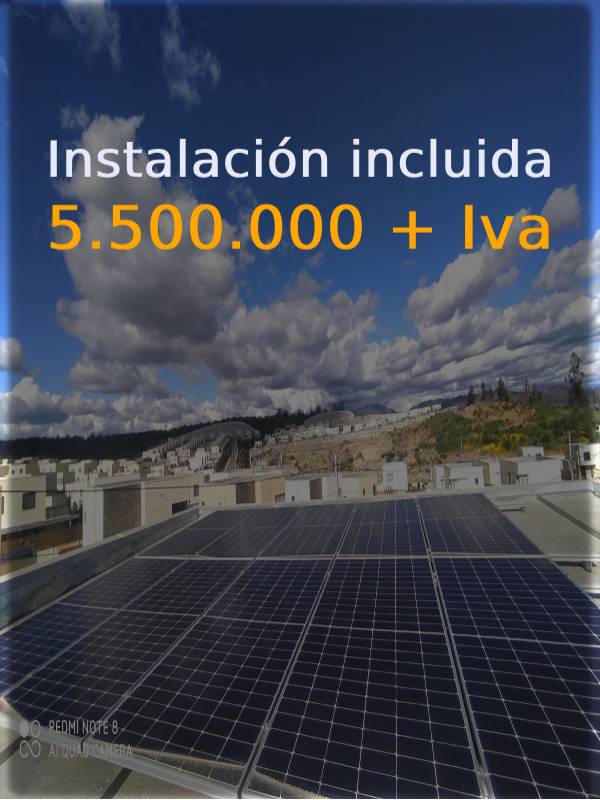 Instalación incluida
5.500.000 + Iva
REDMI NOTE 8
AI QUAD CAMERA